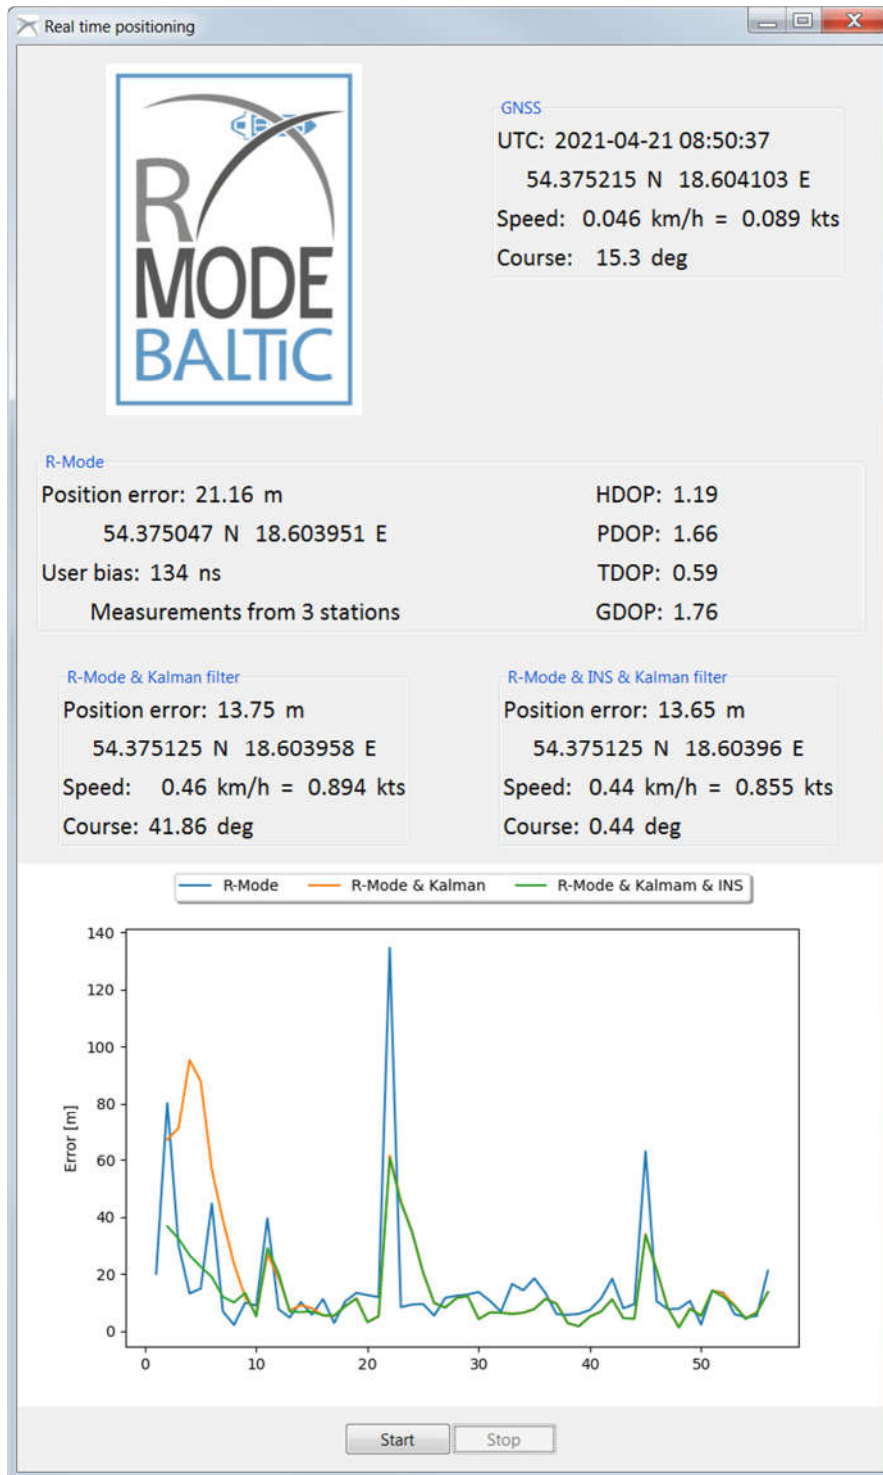 Real time positioning
R
MODE
BALTiC
GNSS
UTC: 2021-04-21 08:50:37
54.375215 N 18.604103 E
Speed: 0.046 km/h = 0.089 kts
Course: 15.3 deg
R-Mode
Position error: 21.16 m
54.375047 N 18.603951 E
User bias: 134 ns
Measurements from 3 stations
HDOP: 1.19
PDOP: 1.66
TDOP: 0.59
GDOP: 1.76
R-Mode & Kalman filter
Position error: 13.75 m
54.375125 N 18.603958 E
Speed: 0.46 km/h = 0.894 kts
Course: 41.86 deg
R-Mode & INS & Kalman filter
Position error: 13.65 m
54.375125 N 18.60396 E
Speed: 0.44 km/h = 0.855 kts
Course: 0.44 deg
R-Mode R-Mode & Kalman R-Mode & Kalmam & INS
140
120
100
80
60
40
20
0
Error [m]
0 10 20 30 40 50
Start Stop